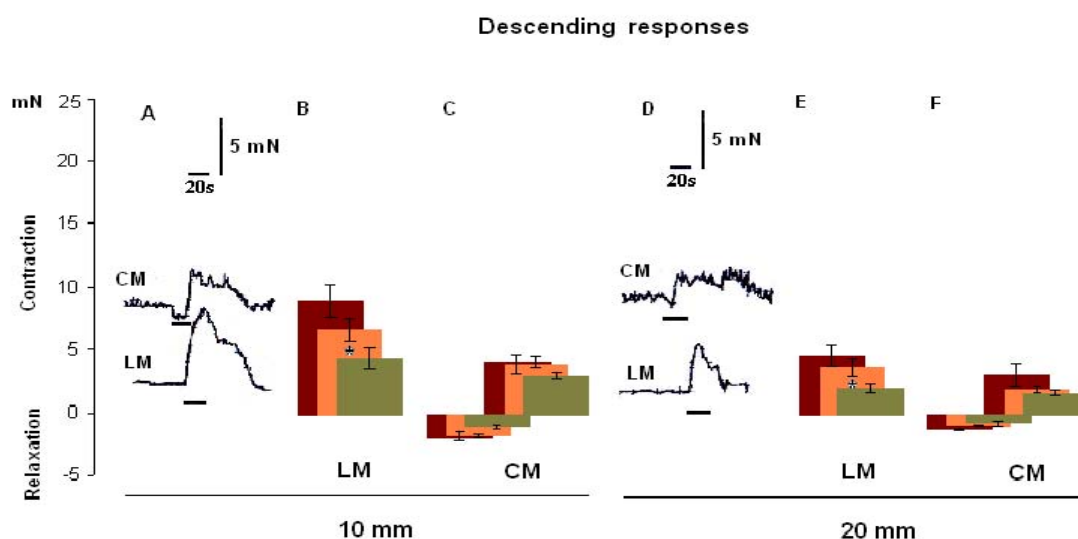 Descending responses
mN
25
20
15
10
5
0
-5
Contraction
Relaxation
A
B
C
D
E
F
5 mN
20s
5 mN
20s
CM
LM
CM
LM
*
*
LM
CM
LM
CM
10 mm
20 mm